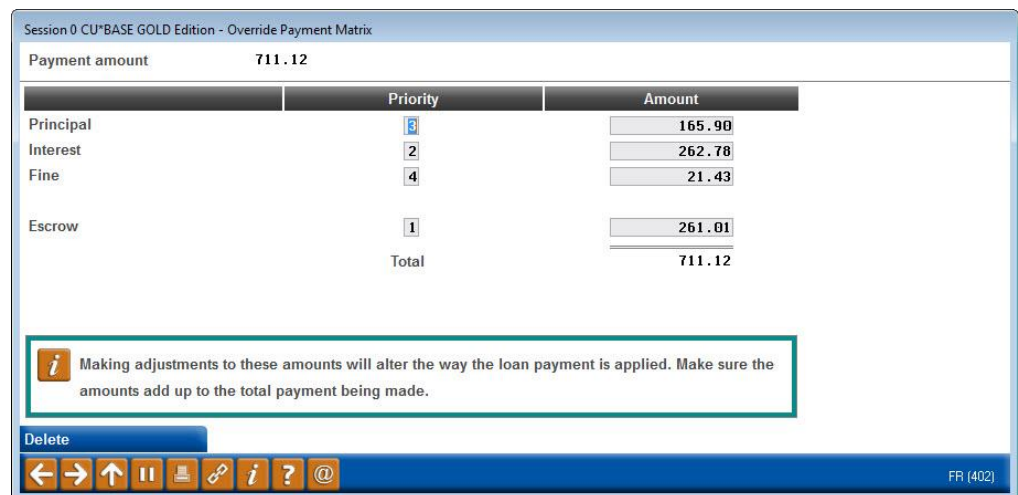 Session 0 CU*BASE GOLD Edition - Override Payment Matrix
Payment amount 711.12
Priority Amount
Principal 3 165.90
Interest 2 262.78
Fine 4 21.43
Escrow 1 261.01
Total 711.12
i Making adjustments to these amounts will alter the way the loan payment is applied. Make sure the
amounts add up to the total payment being made.
Delete
i ? @ FR (402)